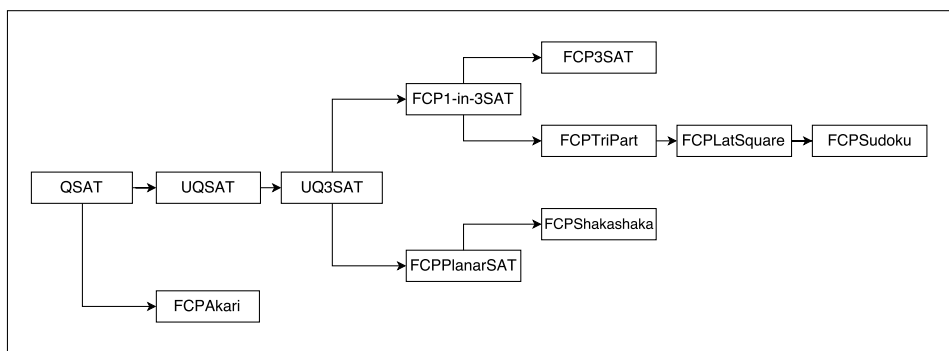 FCP3SAT
FCP1-in-3SAT
FCPTriPart
FCPLatSquare
FCPSudoku
QSAT
UQSAT
UQ3SAT
FCPShakashaka
FCPPlanarSAT
FCPAkari